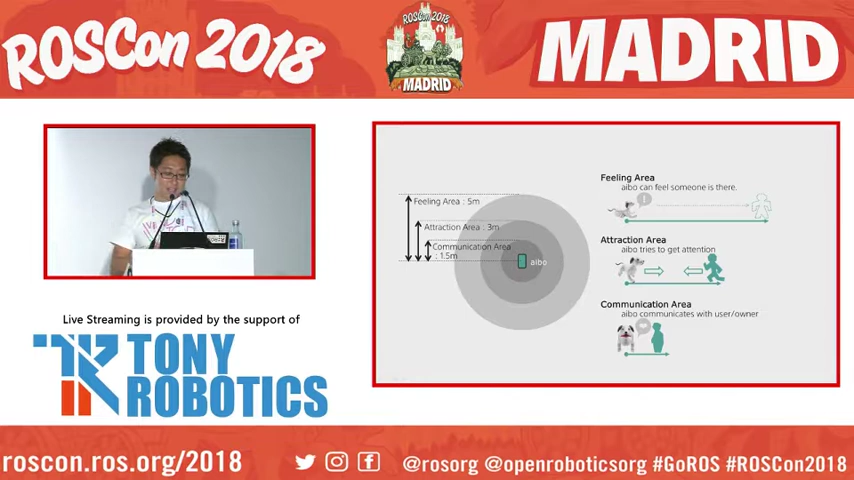 ROSCon 2018
ROSCon 2018
MADRID
MADRID
Feeling Area : 5m
Attraction Area : 3m
Communication Area
: 1.5m
aibo
Feeling Area
aibo can feel someone is there.
Attraction Area
aibo tries to get attention
Communication Area
aibo communicates with user/owner
Live Streaming is provided by the support of
TONY
ROBOTICS
roscon.ros.org/2018
@rosorg @openroboticsorg #GoROS #ROSCon2018